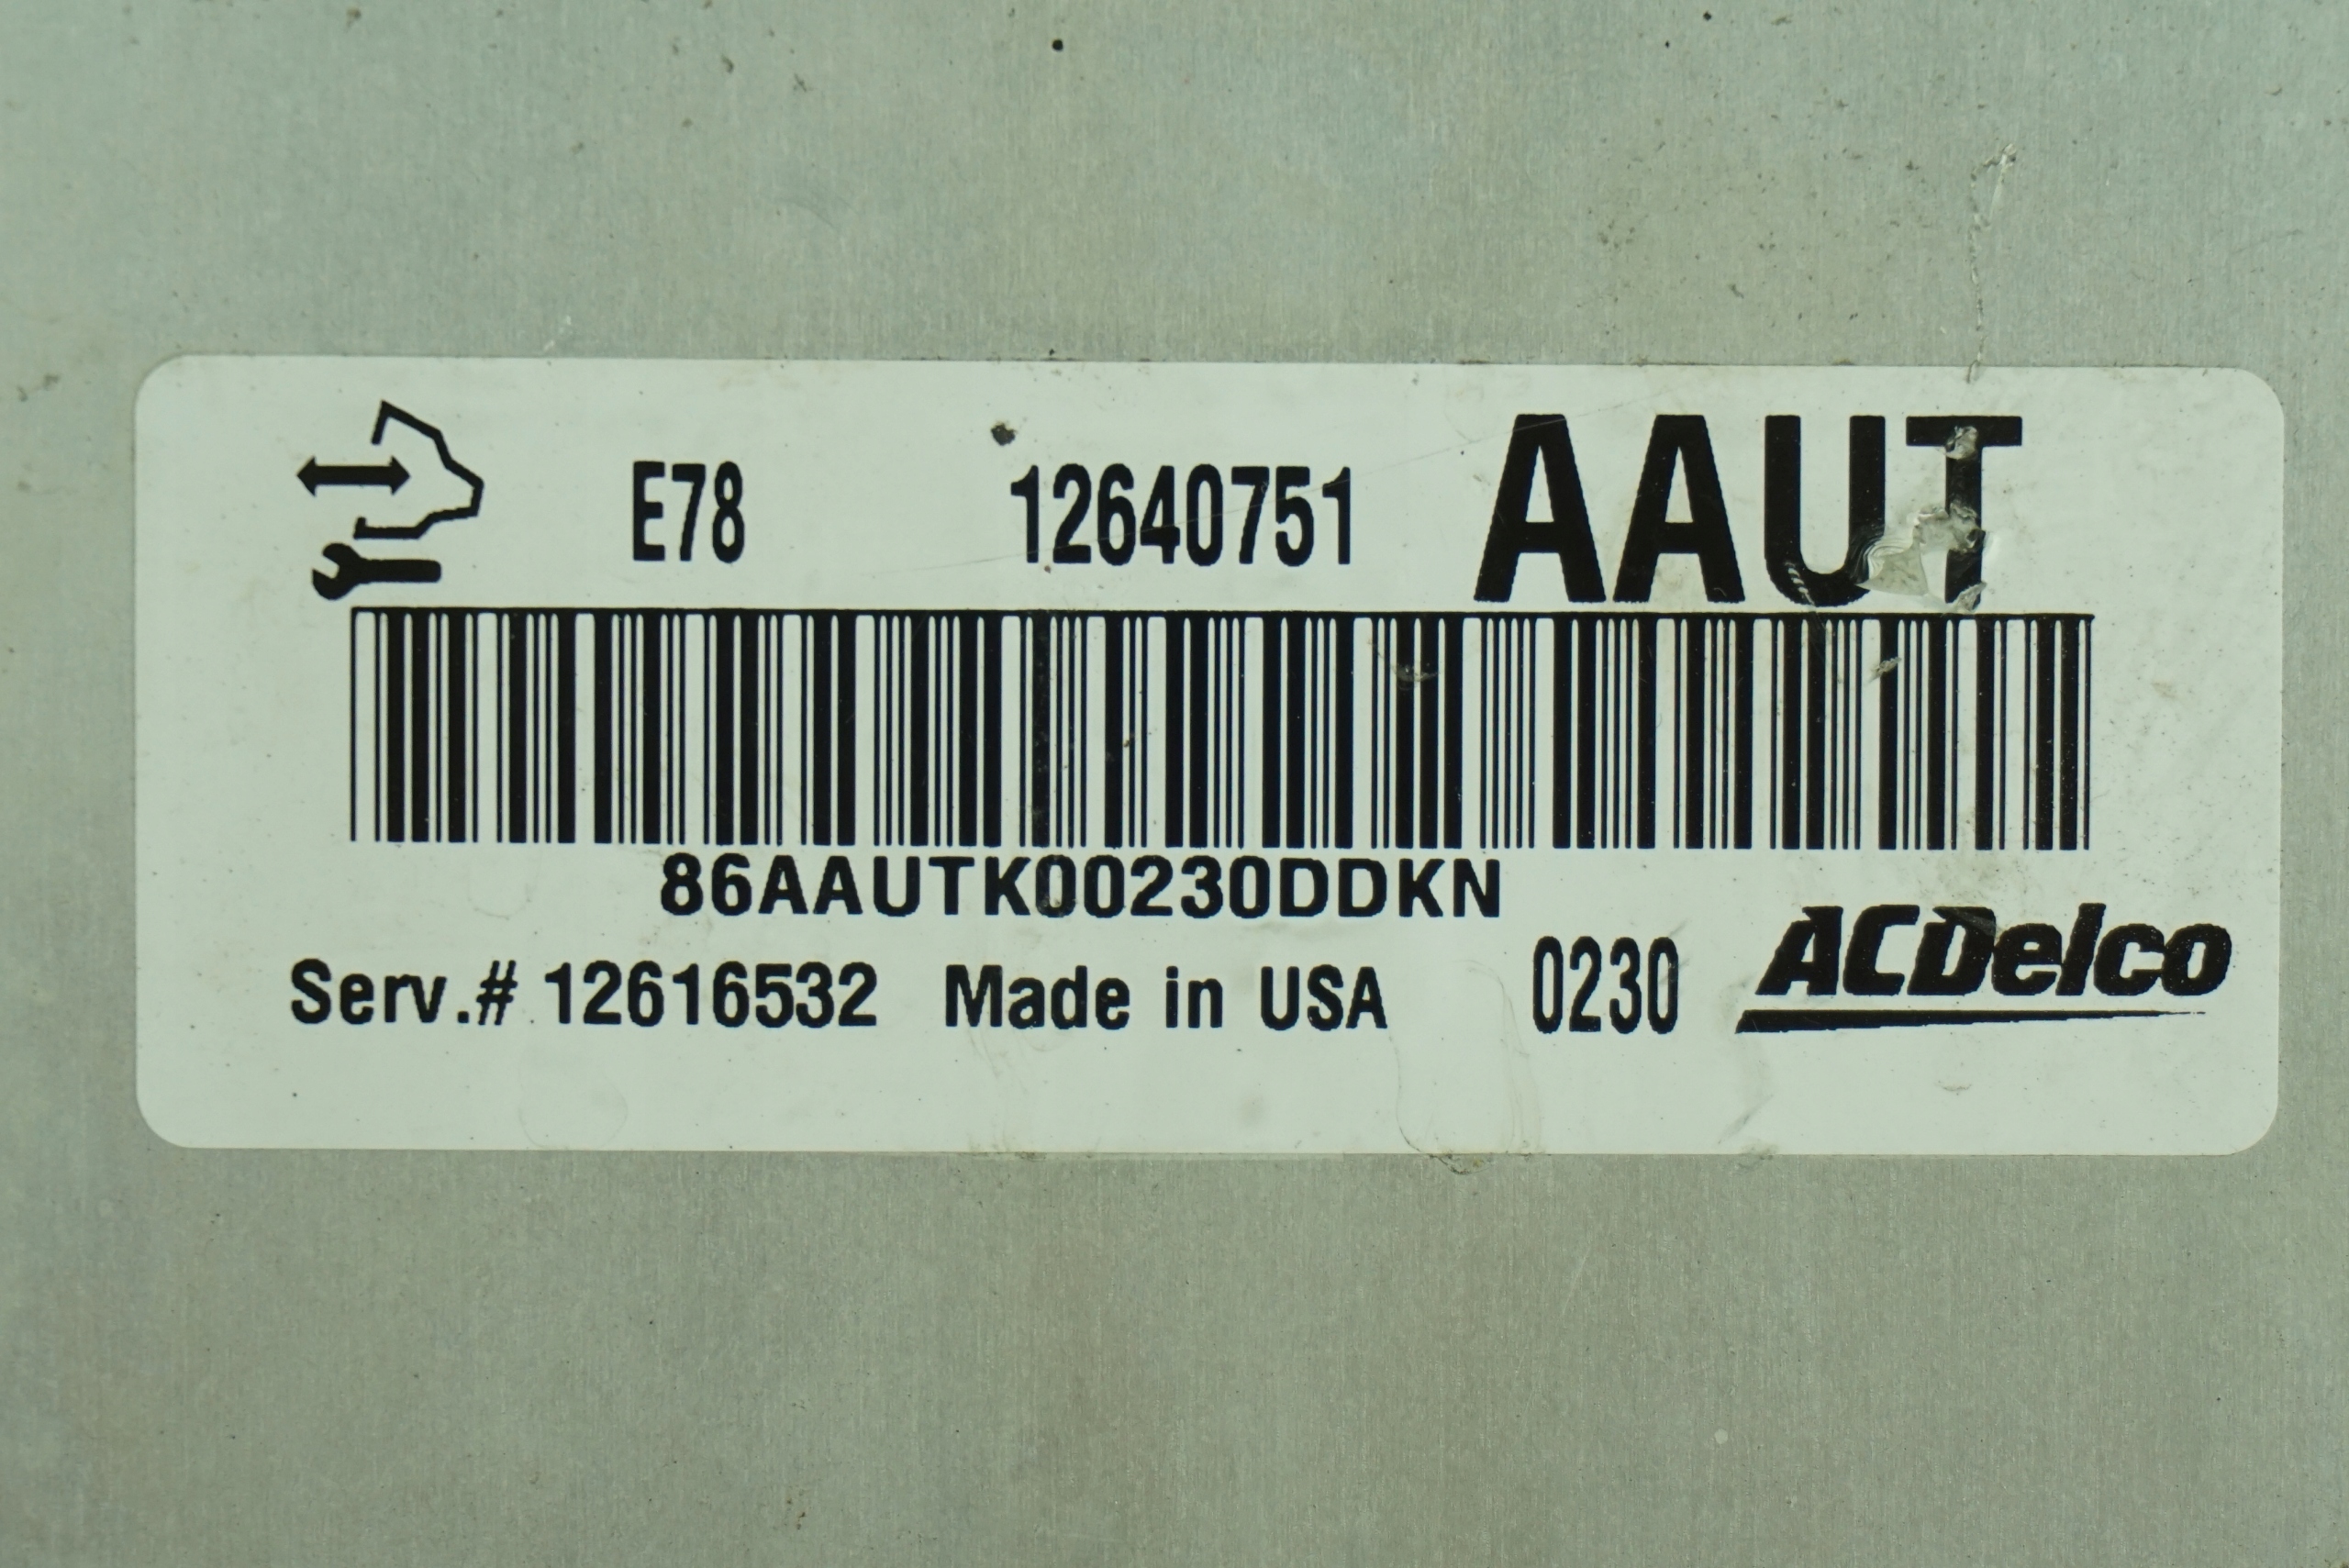 E78 12640751 AAUT
86AAUTK00230DDKN
Serv.# 12616532 Made in USA 0230 ACDelco